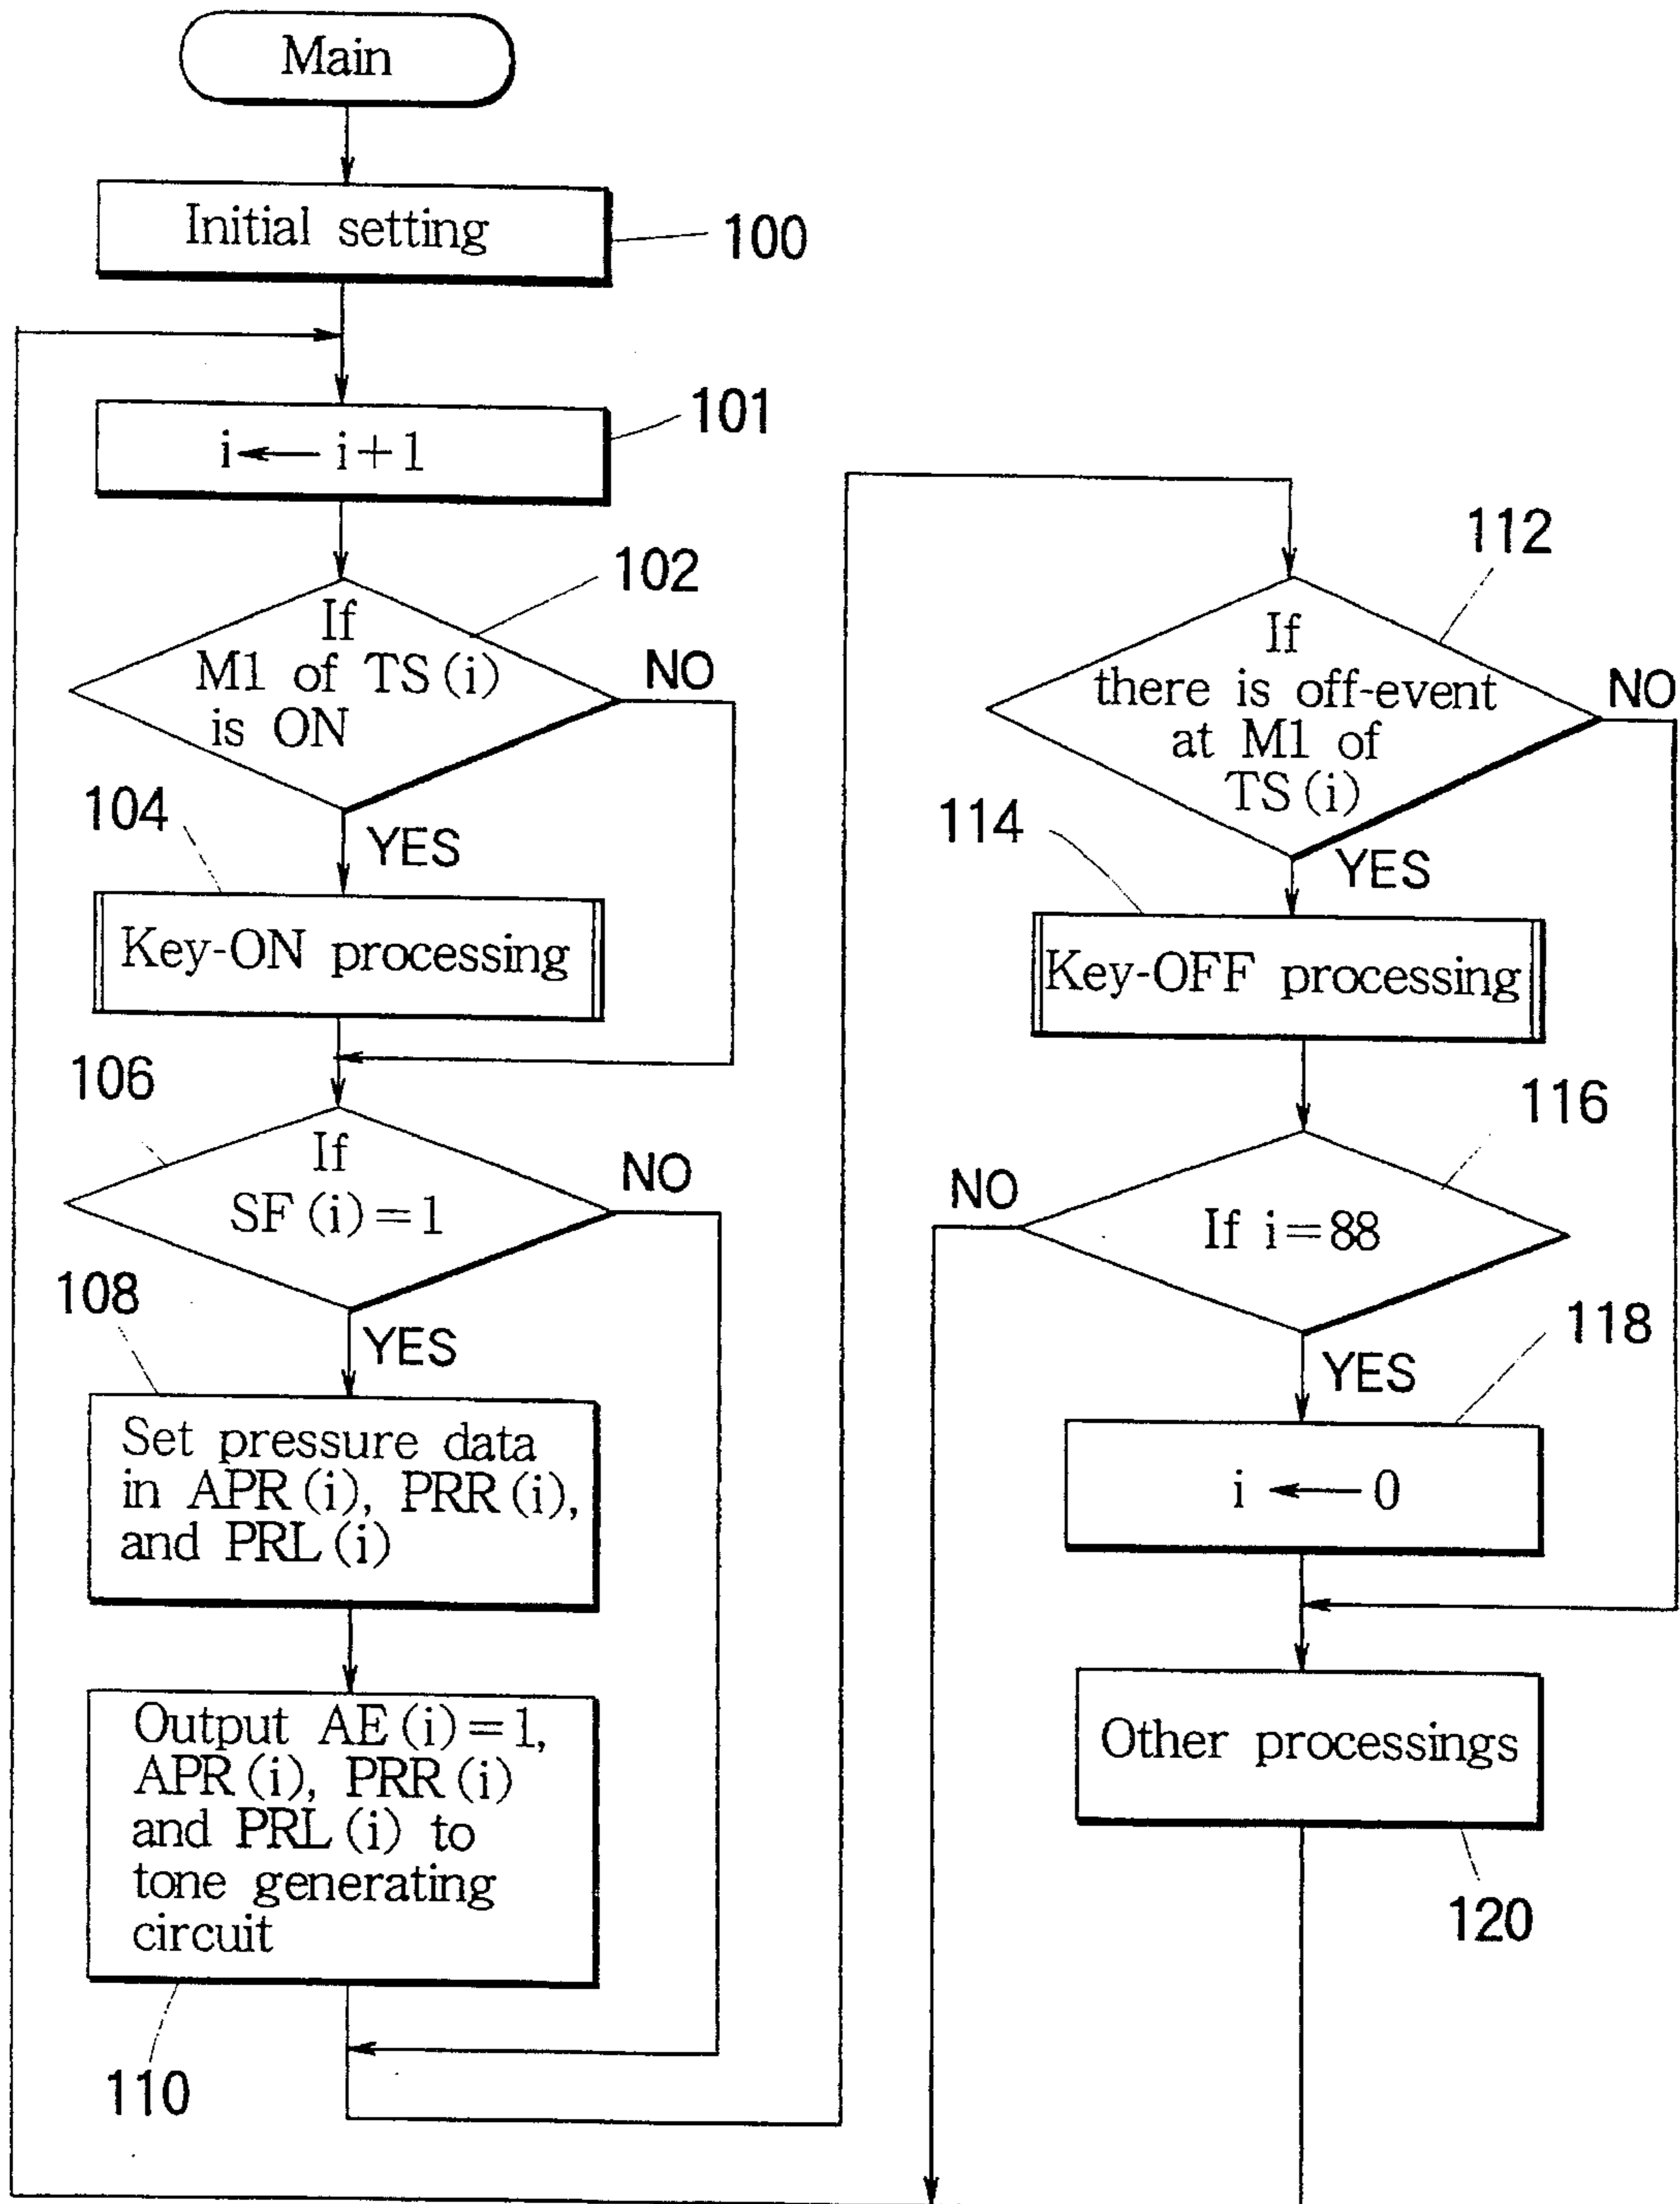 Main
Initial setting
100
i ← i+1
101
102
If
M1 of TS(i)
is ON
NO
YES
104
Key-ON processing
106
If
SF(i)=1
NO
YES
108
Set pressure data
in APR(i), PRR(i),
and PRL(i)
Output AE(i)=1,
APR(i), PRR(i)
and PRL(i) to
tone generating
circuit
110
112
If
there is off-event
at M1 of
TS(i)
NO
YES
114
Key-OFF processing
116
If i=88
NO
YES
118
i ← 0
Other processings
120